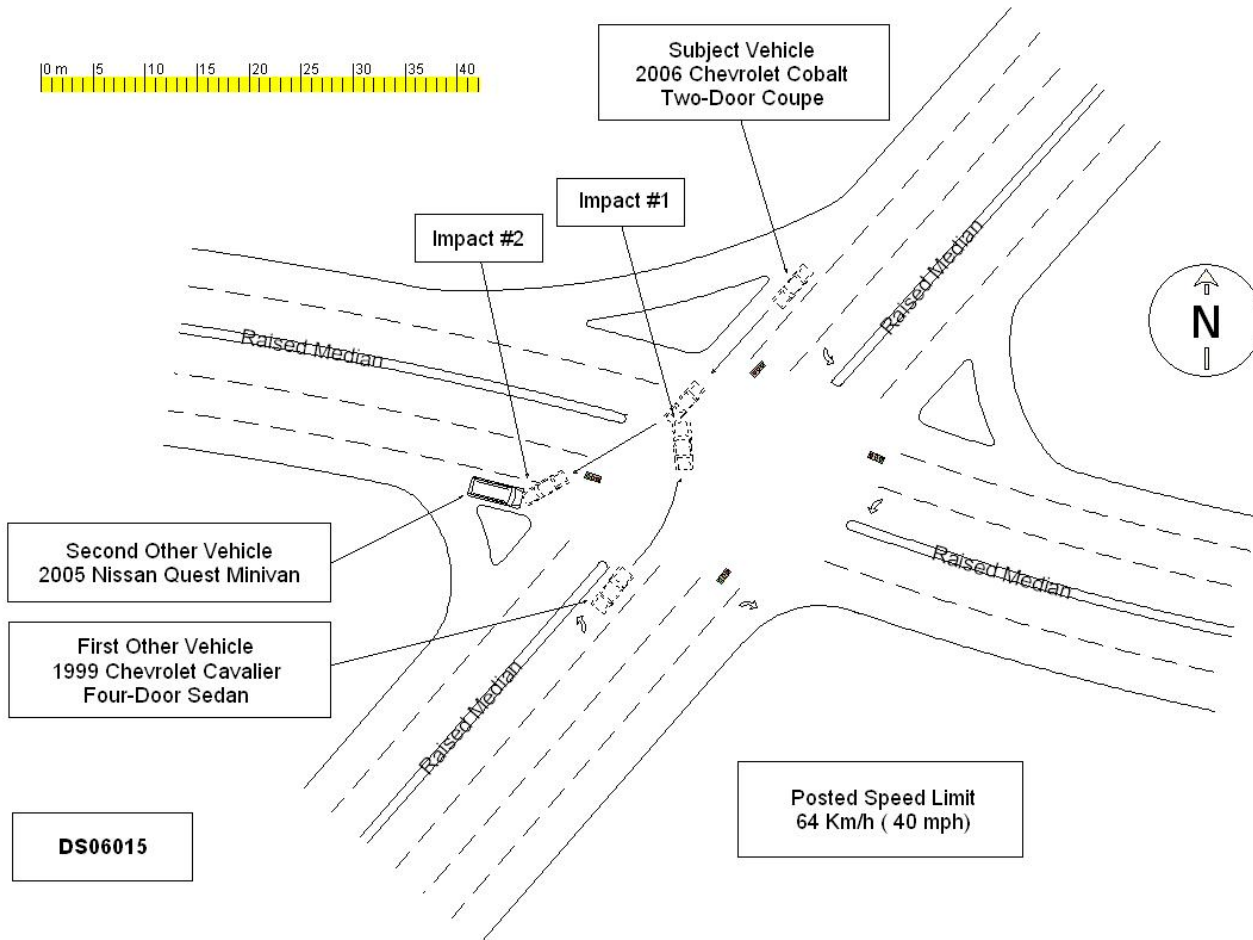 0 m 5 10 15 20 25 30 35 40
Subject Vehicle
2006 Chevrolet Cobalt
Two-Door Coupe
Impact #1
Impact #2
Raised Median
Raised Median
N
Second Other Vehicle
2005 Nissan Quest Minivan
Raised Median
First Other Vehicle
1999 Chevrolet Cavalier
Four-Door Sedan
Raised Median
Posted Speed Limit
64 Km/h ( 40 mph)
DS06015